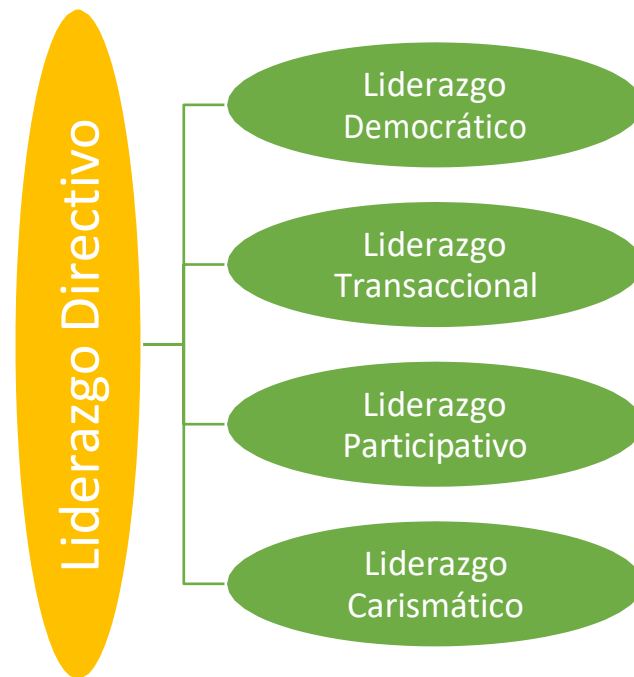 Liderazgo Directivo
Liderazgo
Democrático
Liderazgo
Transaccional
Liderazgo
Participativo
Liderazgo
Carismático